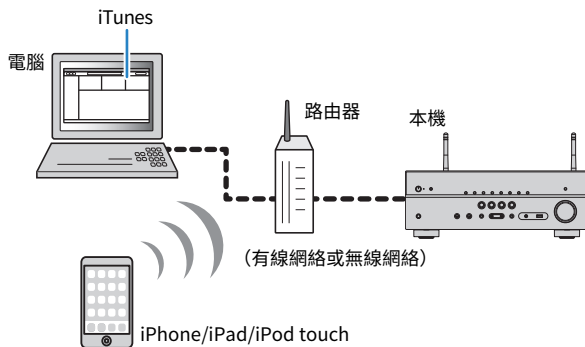 iTunes
電腦
路由器
本機
（有線網絡或無線網絡）
iPhone/iPad/iPod touch